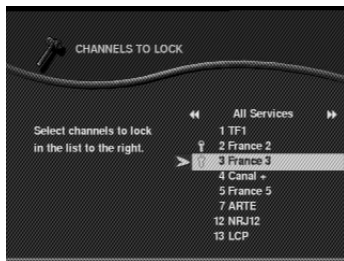 CHANNELS TO LOCK
All Services
Select channels to lock
in the list to the right.
1 TF1
2 France 2
3 France 3
4 Canal +
5 France 5
7 ARTE
12 NRJ12
13 LCP